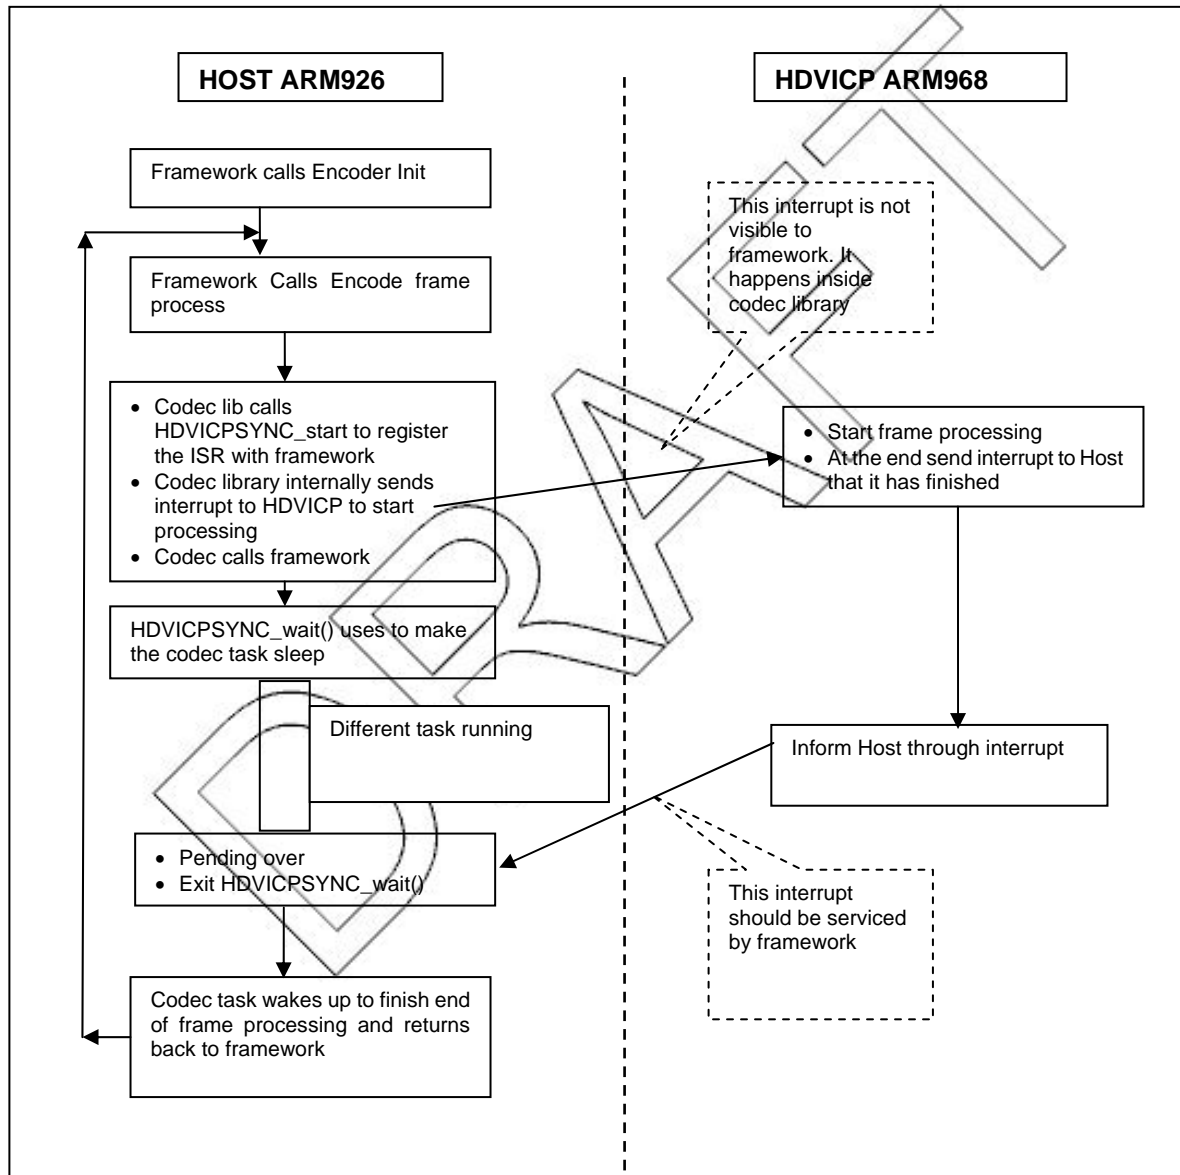 HOST ARM926
HDVICP ARM968
Framework calls Encoder Init
This interrupt is not
visible to
framework. It
happens inside
codec library
Framework Calls Encode frame
process
• Codec lib calls
HDVICPSYNC_start to register
the ISR with framework
• Codec library internally sends
interrupt to HDVICP to start
processing
• Codec calls framework
• Start frame processing
• At the end send interrupt to Host
that it has finished
HDVICPSYNC_wait() uses to make
the codec task sleep
Different task running
Inform Host through interrupt
• Pending over
• Exit HDVICPSYNC_wait()
This interrupt
should be serviced
by framework
Codec task wakes up to finish end
of frame processing and returns
back to framework
DRAFT